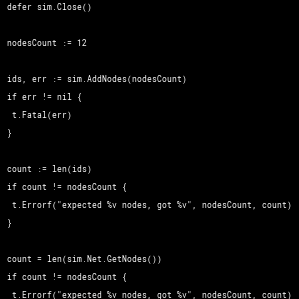 defer sim.Close()
nodesCount := 12
ids, err := sim.AddNodes(nodesCount)
if err != nil {
t.Fatal(err)
}
count := len(ids)
if count != nodesCount {
t.Errorf("expected %v nodes, got %v", nodesCount, count)
}
count = len(sim.Net.GetNodes())
if count != nodesCount {
t.Errorf("expected %v nodes, got %v", nodesCount, count)